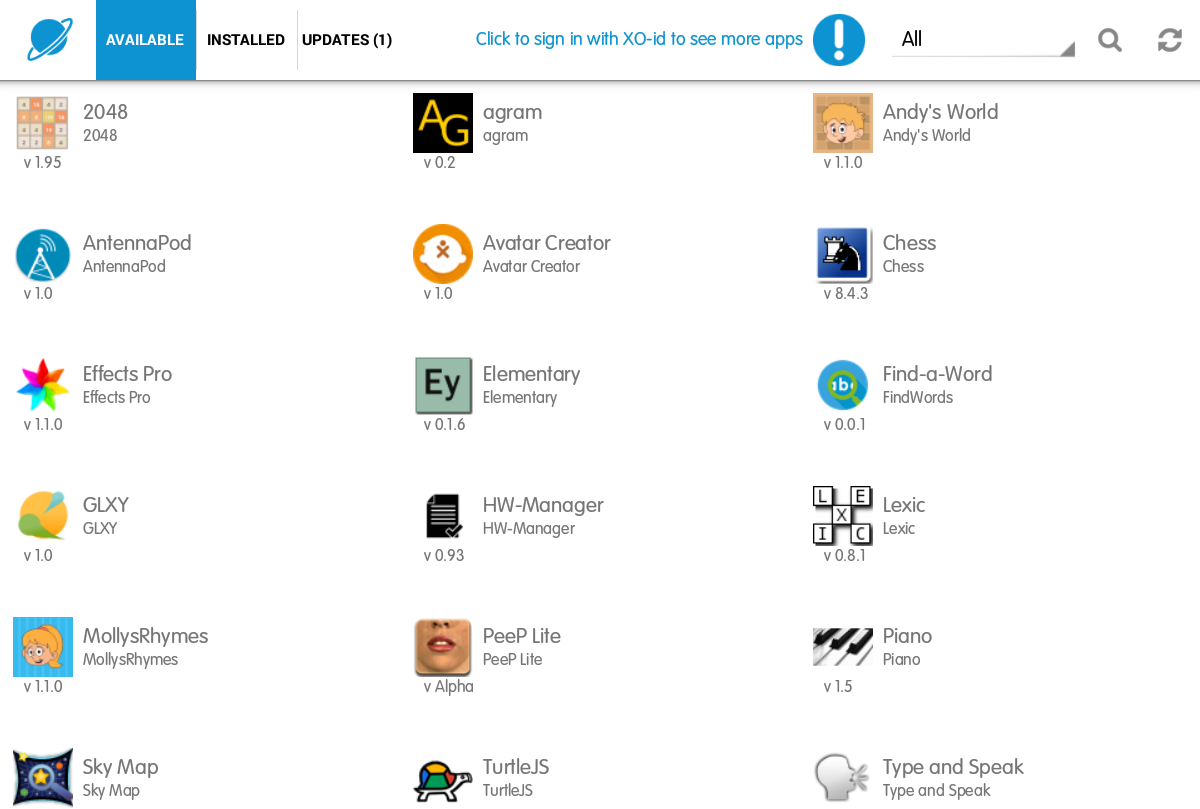 AVAILABLE INSTALLED UPDATES (1) Click to sign in with XO-id to see more apps All
2048
2048
v 1.95
AG
agram
agram
v 0.2
Andy's World
Andy's World
v 1.1.0
AntennaPod
AntennaPod
v 1.0
Avatar Creator
Avatar Creator
v 1.0
Chess
Chess
v 8.4.3
Effects Pro
Effects Pro
v 1.1.0
Ey
Elementary
Elementary
v 0.1.6
abc
Find-a-Word
FindWords
v 0.0.1
GLXY
GLXY
v 1.0
HW-Manager
HW-Manager
v 0.93
L E
X
I C
Lexic
Lexic
v 0.8.1
MollysRhymes
MollysRhymes
v 1.1.0
PeeP Lite
PeeP Lite
v Alpha
Piano
Piano
v 1.5
Sky Map
Sky Map
TurtleJS
TurtleJS
Type and Speak
Type and Speak